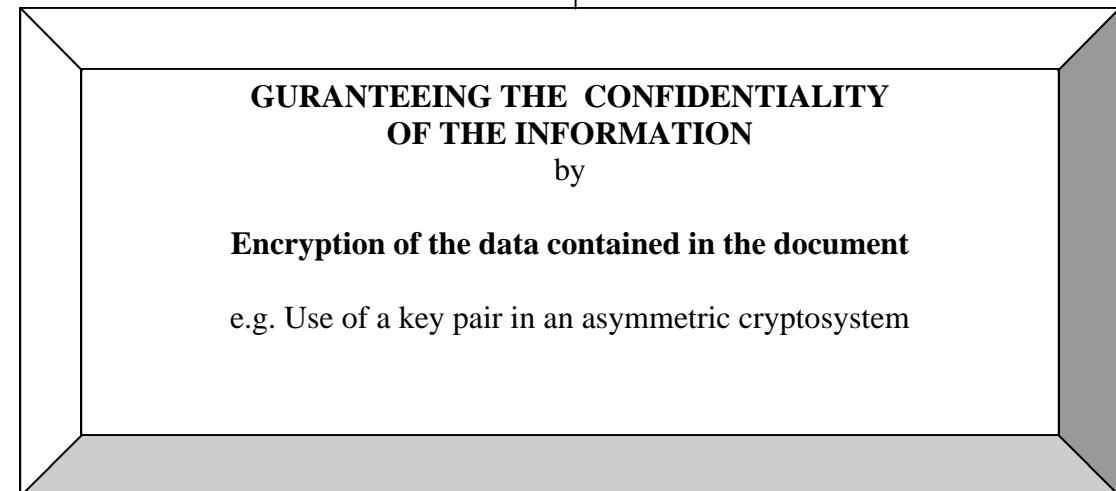 GURANTEEING THE CONFIDENTIALITY
OF THE INFORMATION
by
Encryption of the data contained in the document
e.g. Use of a key pair in an asymmetric cryptosystem